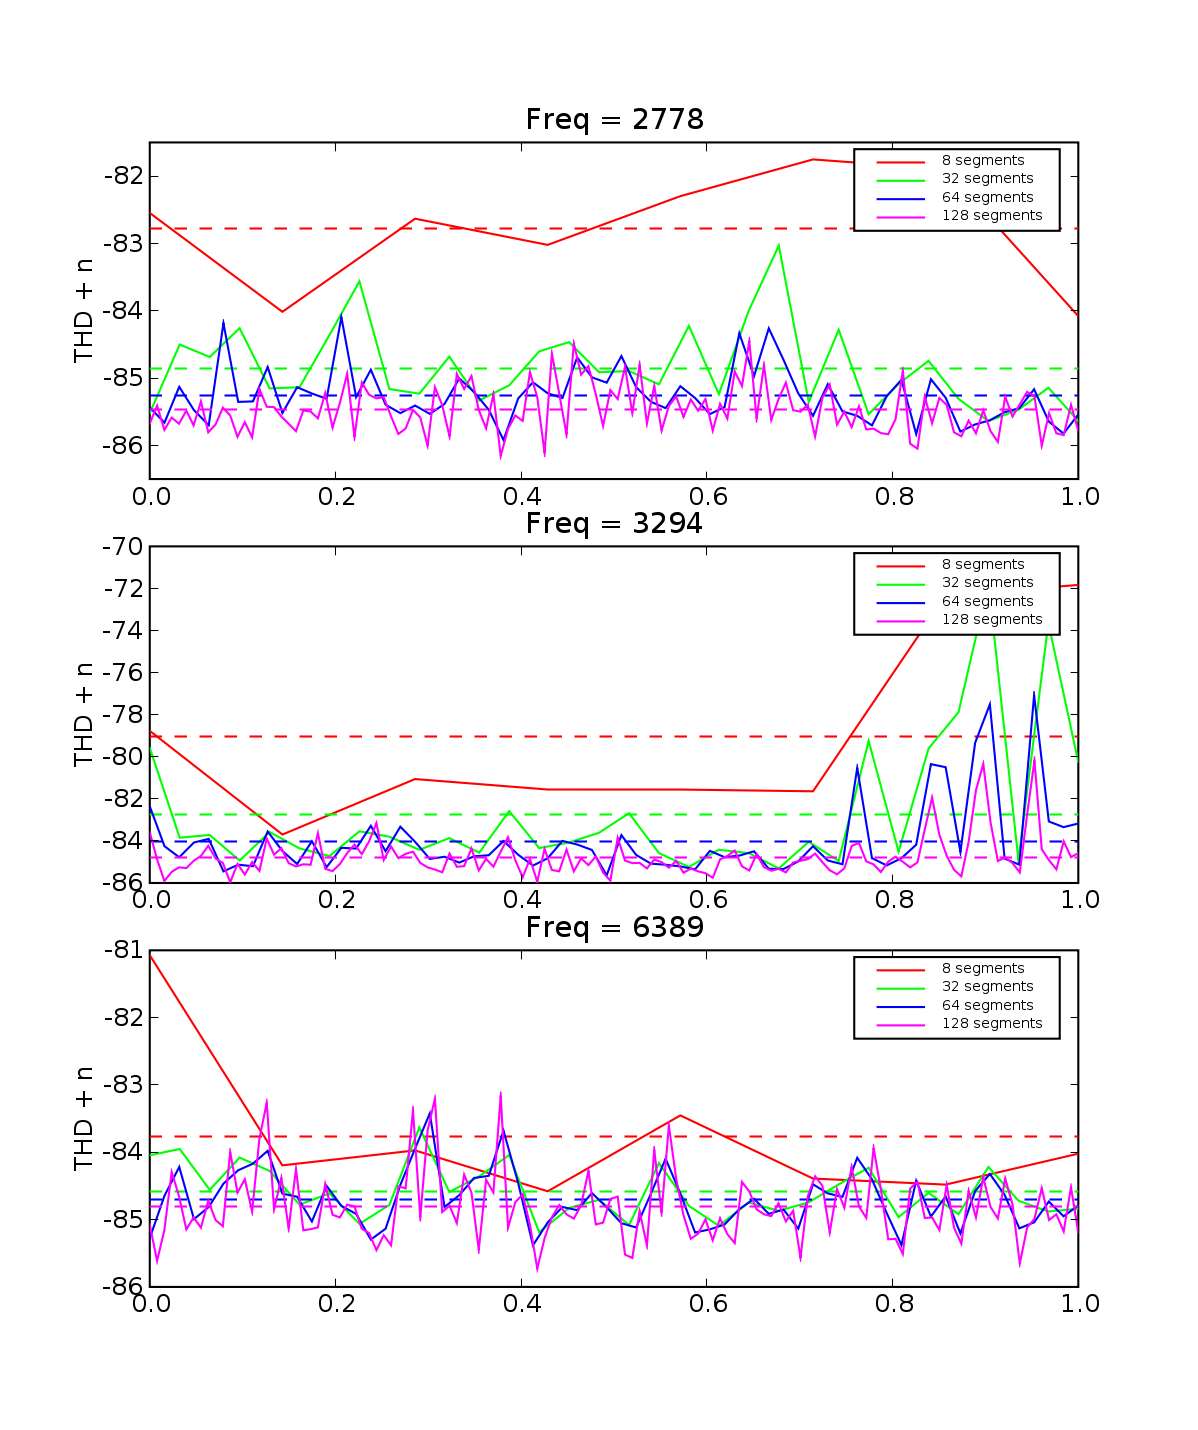 Freq = 2778
THD + n
-82
-83
-84
-85
-86
8 segments
32 segments
64 segments
128 segments
0.0 0.2 0.4 0.6 0.8 1.0
Freq = 3294
THD + n
-70
-72
-74
-76
-78
-80
-82
-84
-86
8 segments
32 segments
64 segments
128 segments
0.0 0.2 0.4 0.6 0.8 1.0
Freq = 6389
THD + n
-81
-82
-83
-84
-85
-86
8 segments
32 segments
64 segments
128 segments
0.0 0.2 0.4 0.6 0.8 1.0